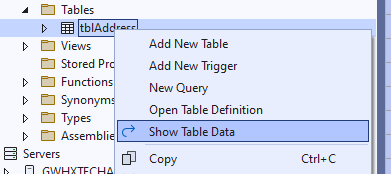 Tables
tblAddress
Views
Stored Pro
Functions
Synonyms
Types
Assemblie
Servers
GWHXTECHA
Add New Table
Add New Trigger
New Query
Open Table Definition
Show Table Data
Copy Ctrl+C